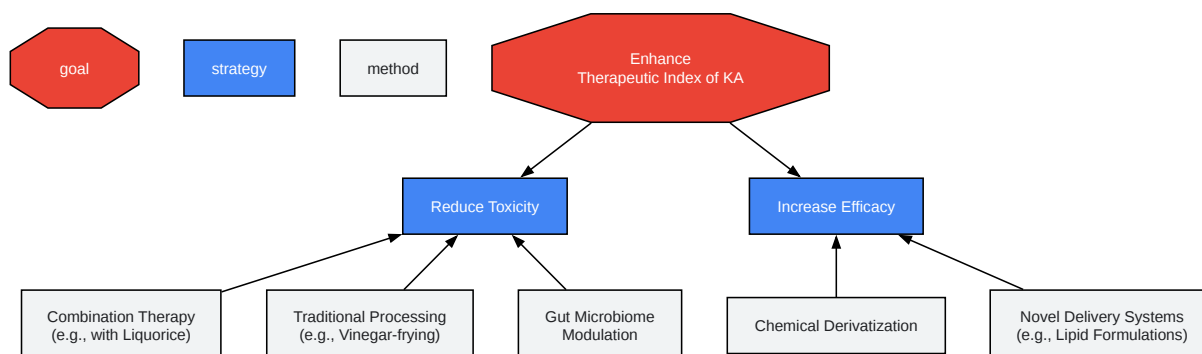 goal
strategy
method
Enhance
Therapeutic Index of KA
Reduce Toxicity
Increase Efficacy
Combination Therapy
(e.g., with Liquorice)
Traditional Processing
(e.g., Vinegar-frying)
Gut Microbiome
Modulation
Chemical Derivatization
Novel Delivery Systems
(e.g., Lipid Formulations)